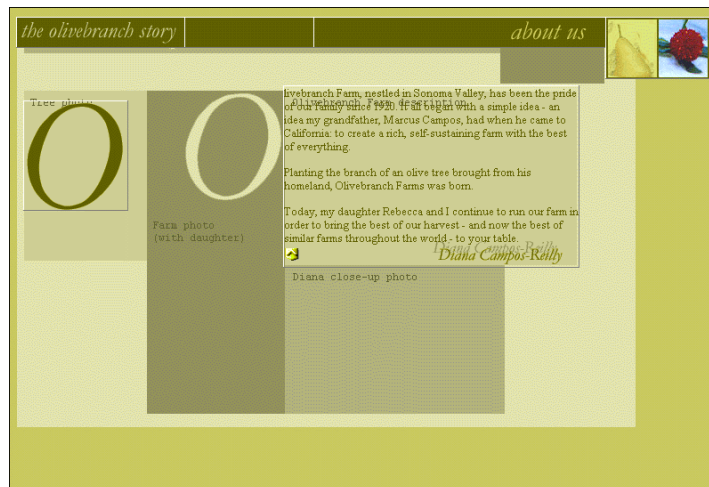 the olivebranch story
about us
Tree photo
O
O
Olivebranch Farm description
livebranch Farm, nestled in Sonoma Valley, has been the pride
of our family since 1920. It all began with a simple idea - an
idea my grandfather, Marcus Campos, had when he came to
California: to create a rich, self-sustaining farm with the best
of everything.
Planting the branch of an olive tree brought from his
homeland, Olivebranch Farms was born.
Today, my daughter Rebecca and I continue to run our farm in
order to bring the best of our harvest - and now the best of
similar farms throughout the world - to your table.
Diana Campos-Reilly
Diana Campos-Reilly
Farm photo
(with daughter)
Diana close-up photo